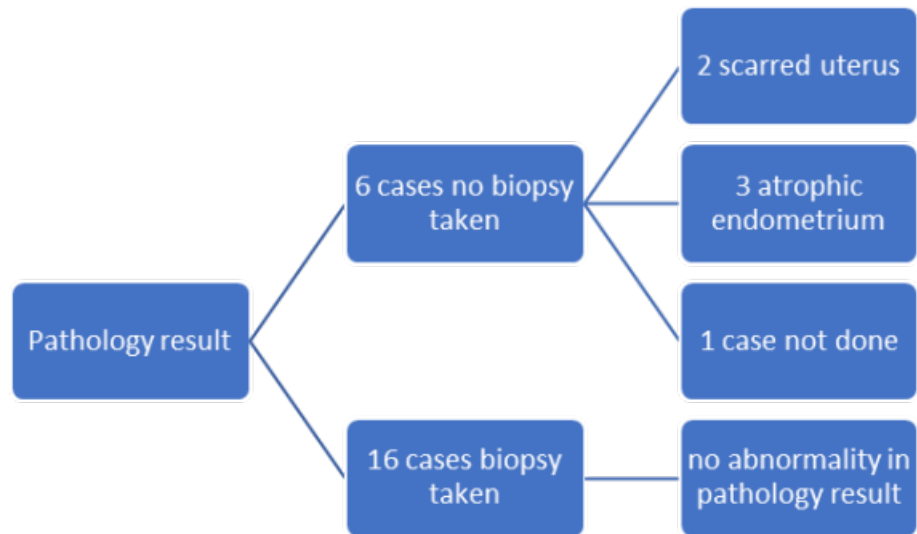 Pathology result
6 cases no biopsy
taken
2 scarred uterus
3 atrophic
endometrium
1 case not done
16 cases biopsy
taken
no abnormality in
pathology result